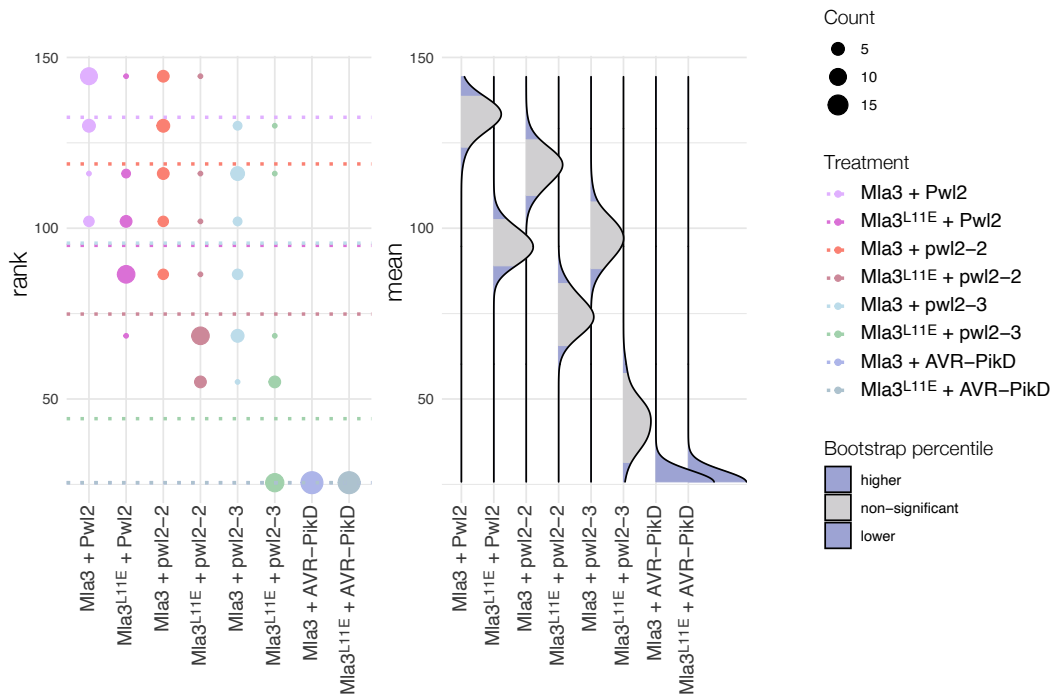 150
100
50
rank
Mla3 + Pwl2
Mla3L11E + Pwl2
Mla3 + pwl2−2
Mla3L11E + pwl2−2
Mla3 + pwl2−3
Mla3L11E + pwl2−3
Mla3 + AVR−PikD
Mla3L11E + AVR−PikD
150
100
50
mean
Mla3 + Pwl2
Mla3L11E + Pwl2
Mla3 + pwl2−2
Mla3L11E + pwl2−2
Mla3 + pwl2−3
Mla3L11E + pwl2−3
Mla3 + AVR−PikD
Mla3L11E + AVR−PikD
Count
5
10
15
Treatment
Mla3 + Pwl2
Mla3L11E + Pwl2
Mla3 + pwl2−2
Mla3L11E + pwl2−2
Mla3 + pwl2−3
Mla3L11E + pwl2−3
Mla3 + AVR−PikD
Mla3L11E + AVR−PikD
Bootstrap percentile
higher
non−significant
lower